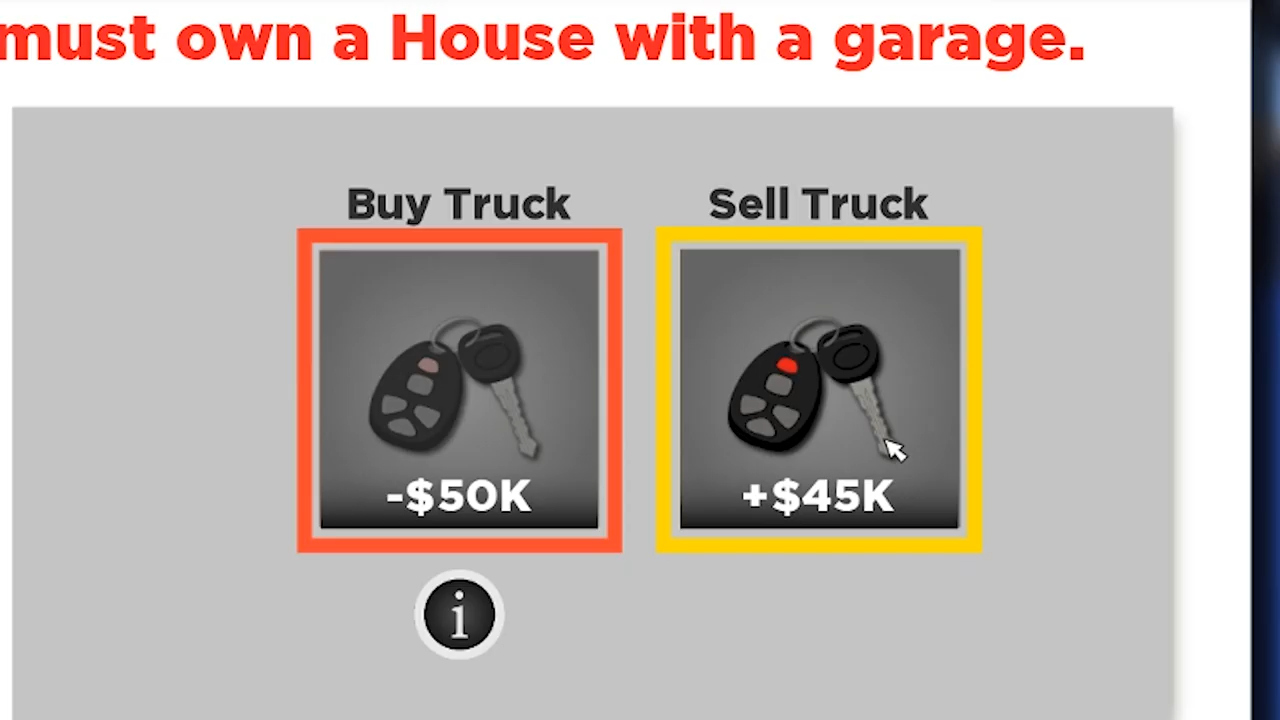 must own a House with a garage.
Buy Truck
Sell Truck
-$50K
+$45K
i